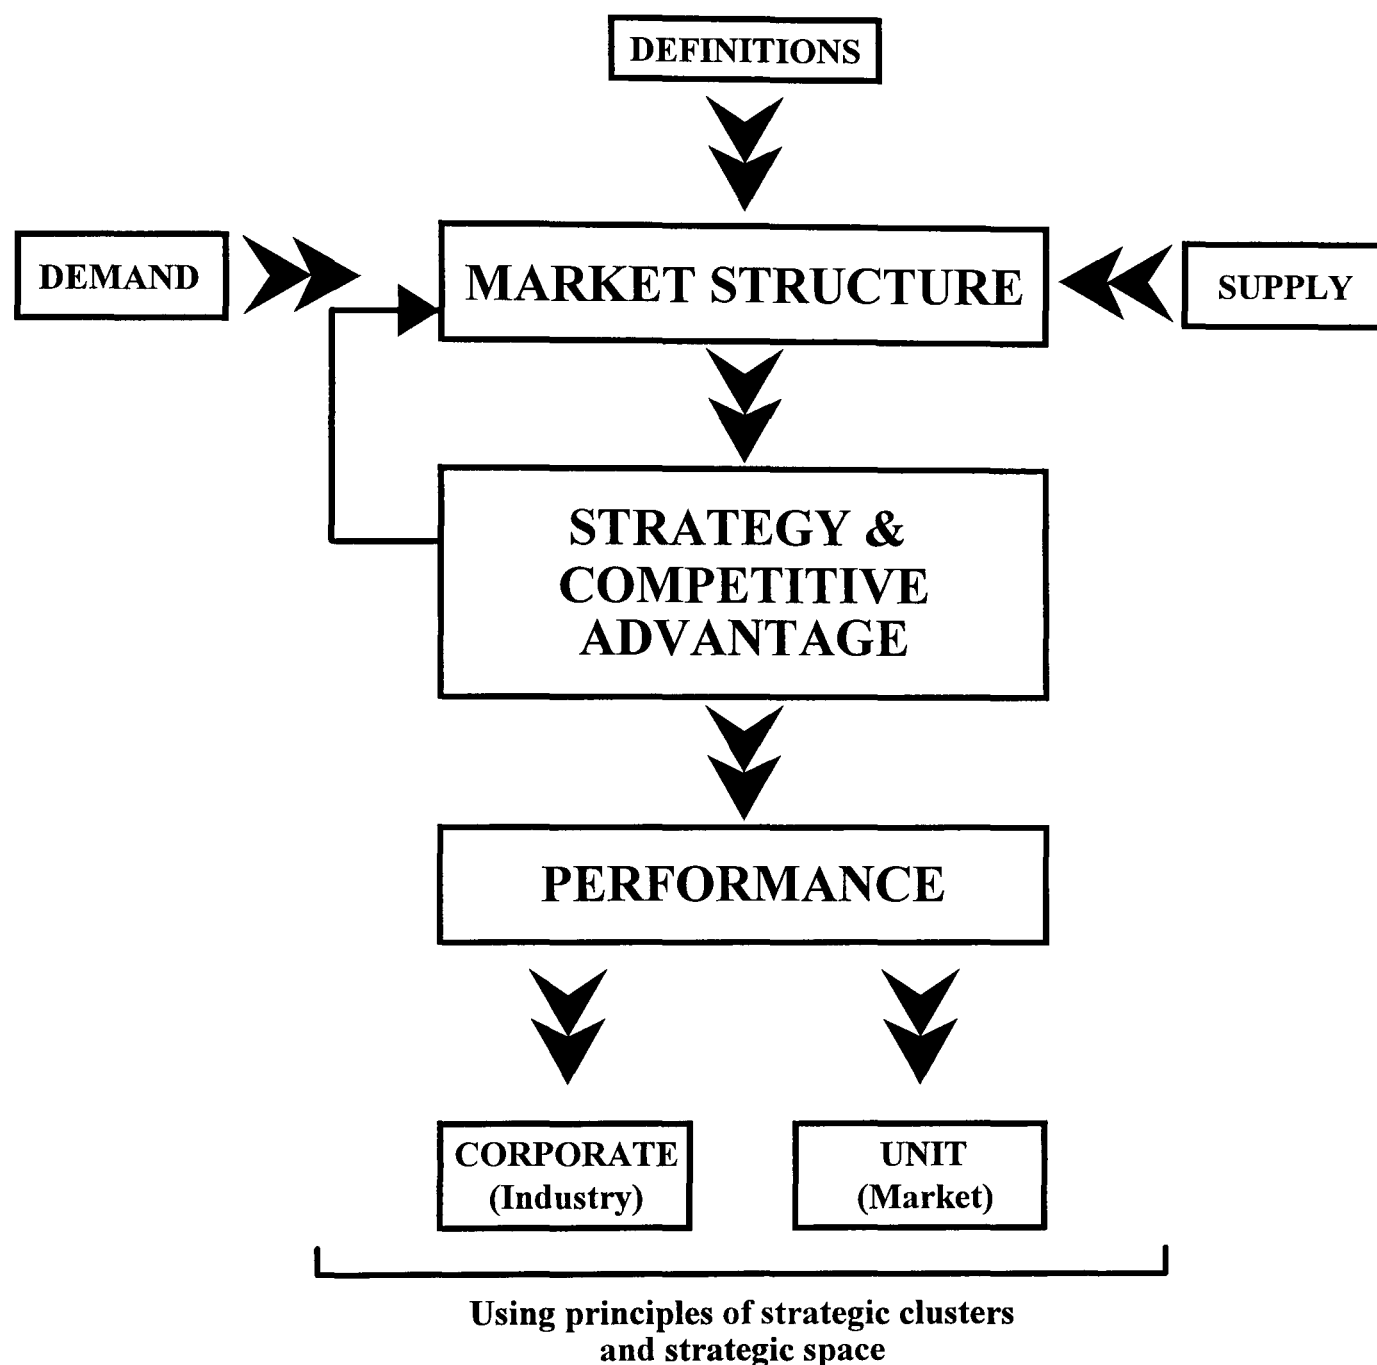 DEFINITIONS
DEMAND
MARKET STRUCTURE
SUPPLY
STRATEGY &
COMPETITIVE
ADVANTAGE
PERFORMANCE
CORPORATE
(Industry)
UNIT
(Market)
Using principles of strategic clusters
and strategic space